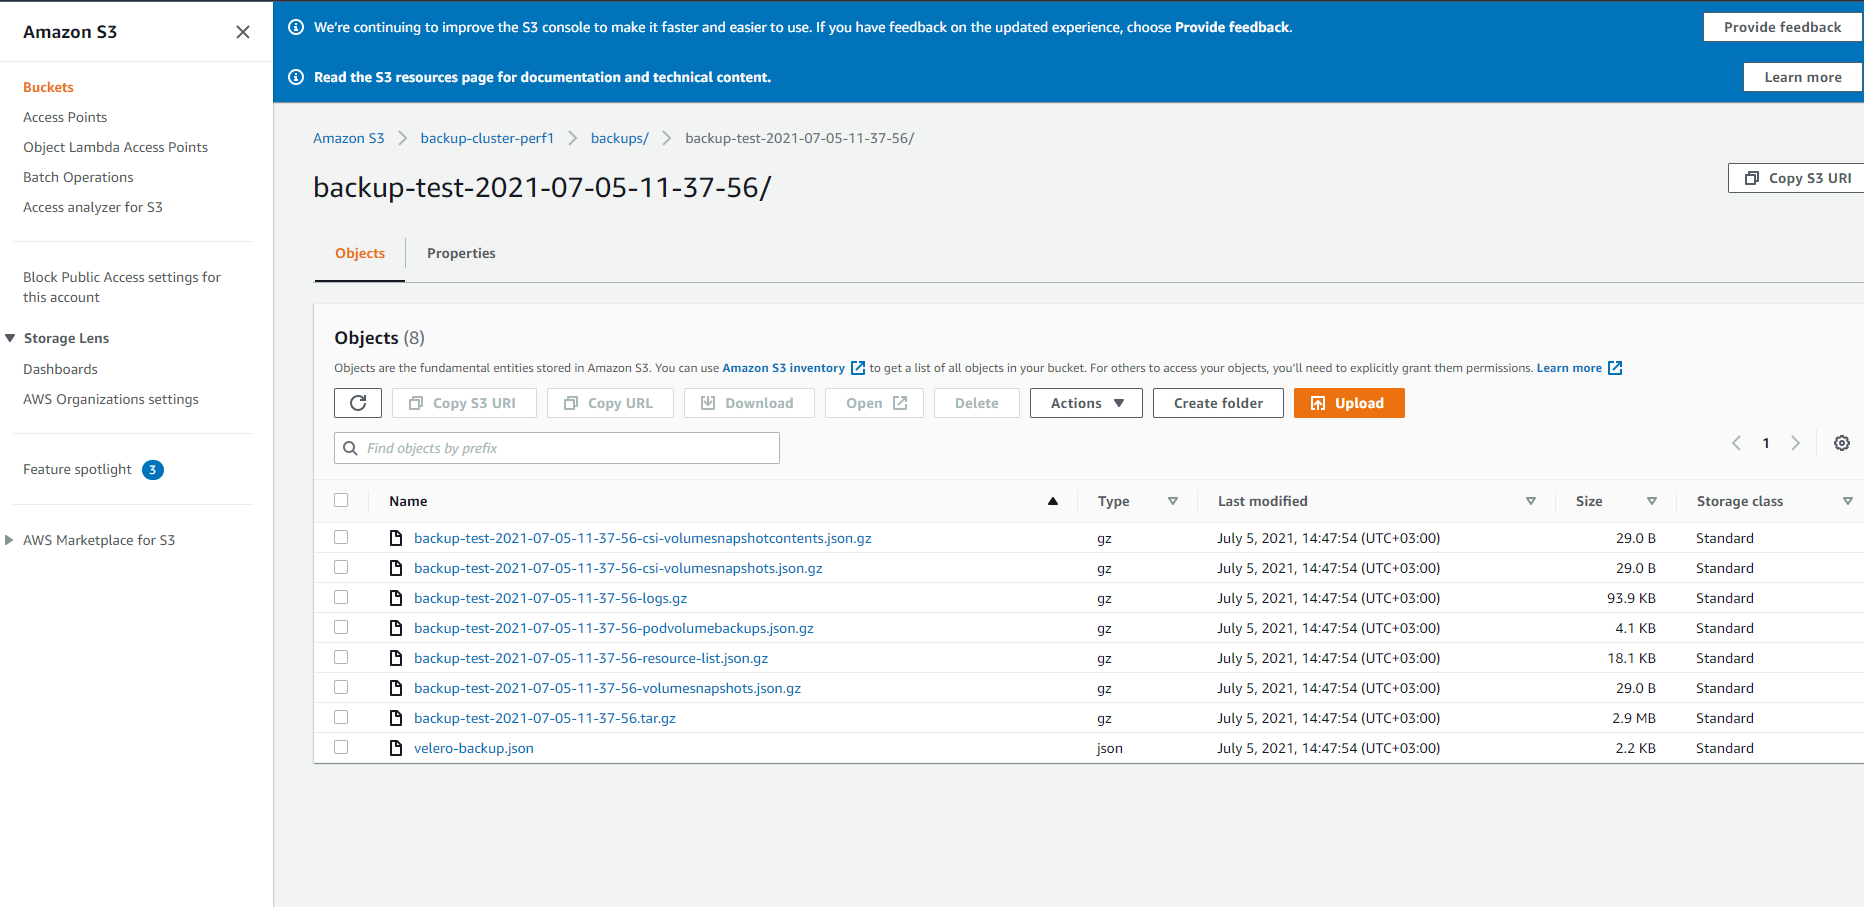 Amazon S3
Buckets
Access Points
Object Lambda Access Points
Batch Operations
Access analyzer for S3
Block Public Access settings for
this account
Storage Lens
Dashboards
AWS Organizations settings
Feature spotlight 3
AWS Marketplace for S3
We're continuing to improve the S3 console to make it faster and easier to use. If you have feedback on the updated experience, choose Provide feedback.
Provide feedback
Read the S3 resources page for documentation and technical content.
Learn more
Amazon S3 backup-cluster-perf1 backups/ backup-test-2021-07-05-11-37-56/
backup-test-2021-07-05-11-37-56/
Copy S3 URI
Objects Properties
Objects (8)
Objects are the fundamental entities stored in Amazon S3. You can use Amazon S3 inventory to get a list of all objects in your bucket. For others to access your objects, you'll need to explicitly grant them permissions. Learn more
Copy S3 URI Copy URL Download Open Delete Actions Create folder Upload
Find objects by prefix
1
Name Type Last modified Size Storage class
backup-test-2021-07-05-11-37-56-csi-volumesnapshotcontents.json.gz gz July 5, 2021, 14:47:54 (UTC+03:00) 29.0 B Standard
backup-test-2021-07-05-11-37-56-csi-volumesnapshots.json.gz gz July 5, 2021, 14:47:54 (UTC+03:00) 29.0 B Standard
backup-test-2021-07-05-11-37-56-logs.gz gz July 5, 2021, 14:47:54 (UTC+03:00) 93.9 KB Standard
backup-test-2021-07-05-11-37-56-podvolumebackups.json.gz gz July 5, 2021, 14:47:54 (UTC+03:00) 4.1 KB Standard
backup-test-2021-07-05-11-37-56-resource-list.json.gz gz July 5, 2021, 14:47:54 (UTC+03:00) 18.1 KB Standard
backup-test-2021-07-05-11-37-56-volumesnapshots.json.gz gz July 5, 2021, 14:47:54 (UTC+03:00) 29.0 B Standard
backup-test-2021-07-05-11-37-56.tar.gz gz July 5, 2021, 14:47:54 (UTC+03:00) 2.9 MB Standard
velero-backup.json json July 5, 2021, 14:47:54 (UTC+03:00) 2.2 KB Standard